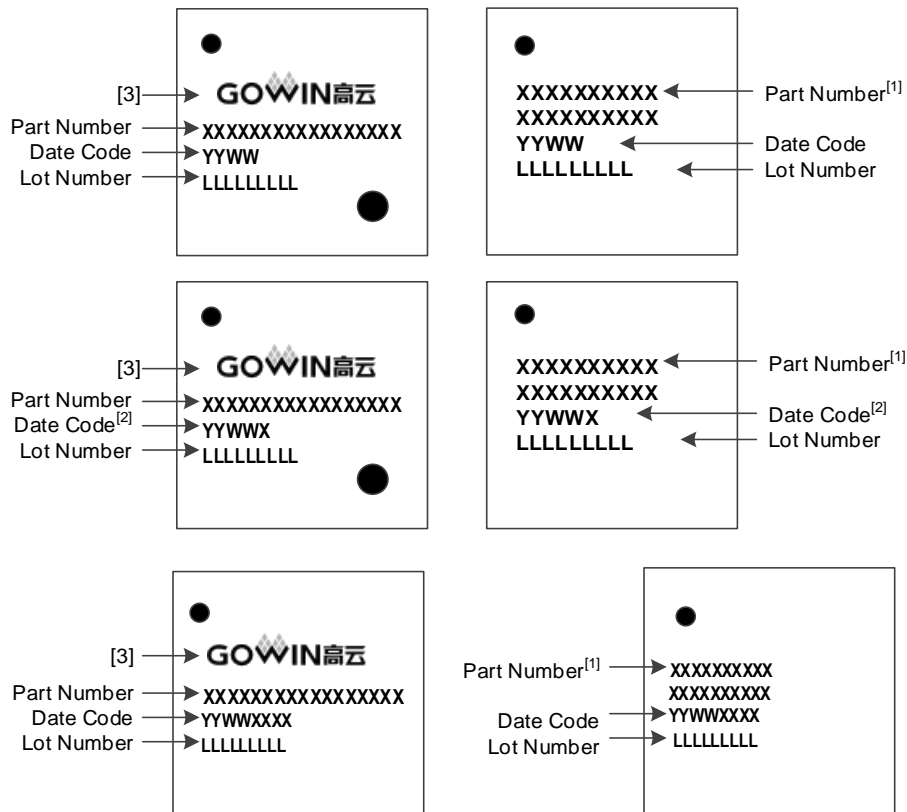 [3]
GOWIN高云
Part Number
XXXXXXXXXXXXXXXXX
Date Code
YYWW
Lot Number
LLLLLLLLL
XXXXXXXXXX
Part Number[1]
XXXXXXXXXX
YYWW
Date Code
LLLLLLLLL
Lot Number
[3]
GOWIN高云
Part Number
XXXXXXXXXXXXXXXXX
Date Code[2]
YYWWX
Lot Number
LLLLLLLLL
XXXXXXXXXX
Part Number[1]
XXXXXXXXXX
YYWWX
Date Code[2]
LLLLLLLLL
Lot Number
[3]
GOWIN高云
Part Number
XXXXXXXXXXXXXXXXX
Date Code
YYWWXXXX
Lot Number
LLLLLLLLL
Part Number[1]
XXXXXXXXXX
XXXXXXXXXX
Date Code
YYWWXXXX
Lot Number
LLLLLLLLL